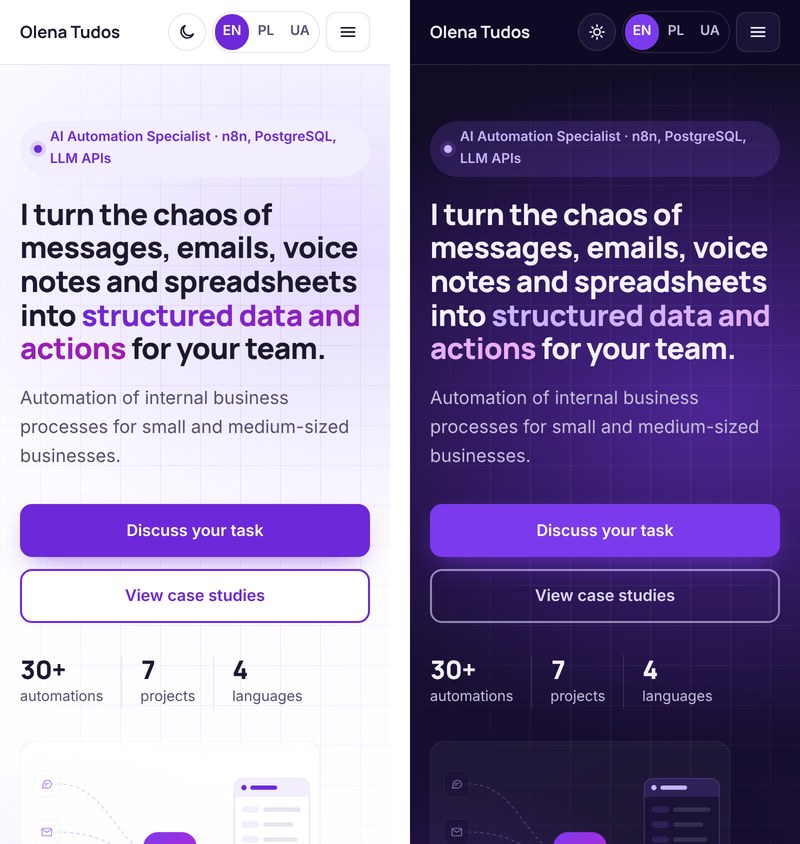 Olena Tudos
EN PL UA
AI Automation Specialist · n8n, PostgreSQL,
LLM APIs
I turn the chaos of
messages, emails, voice
notes and spreadsheets
into structured data and
actions for your team.
Automation of internal business
processes for small and medium-sized
businesses.
Discuss your task
View case studies
30+ 7 4
automations projects languages
Olena Tudos
EN PL UA
AI Automation Specialist · n8n, PostgreSQL,
LLM APIs
I turn the chaos of
messages, emails, voice
notes and spreadsheets
into structured data and
actions for your team.
Automation of internal business
processes for small and medium-sized
businesses.
Discuss your task
View case studies
30+ 7 4
automations projects languages